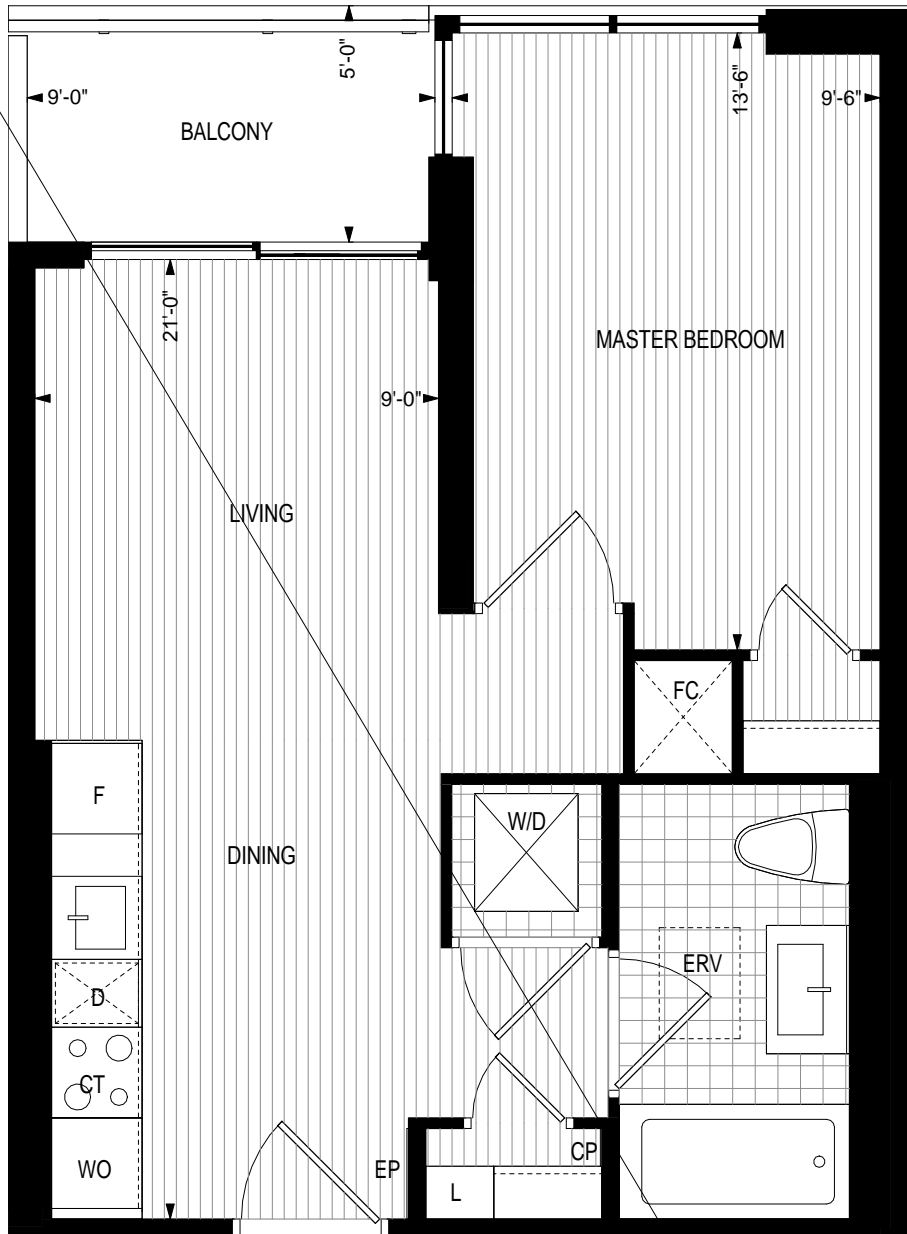 5'-0"
9'-0"
13'-6"
9'-6"
BALCONY
21'-0"
MASTER BEDROOM
9'-0"
LIVING
FC
F
W/D
DINING
ERV
D
CT
EP
CP
WO
L